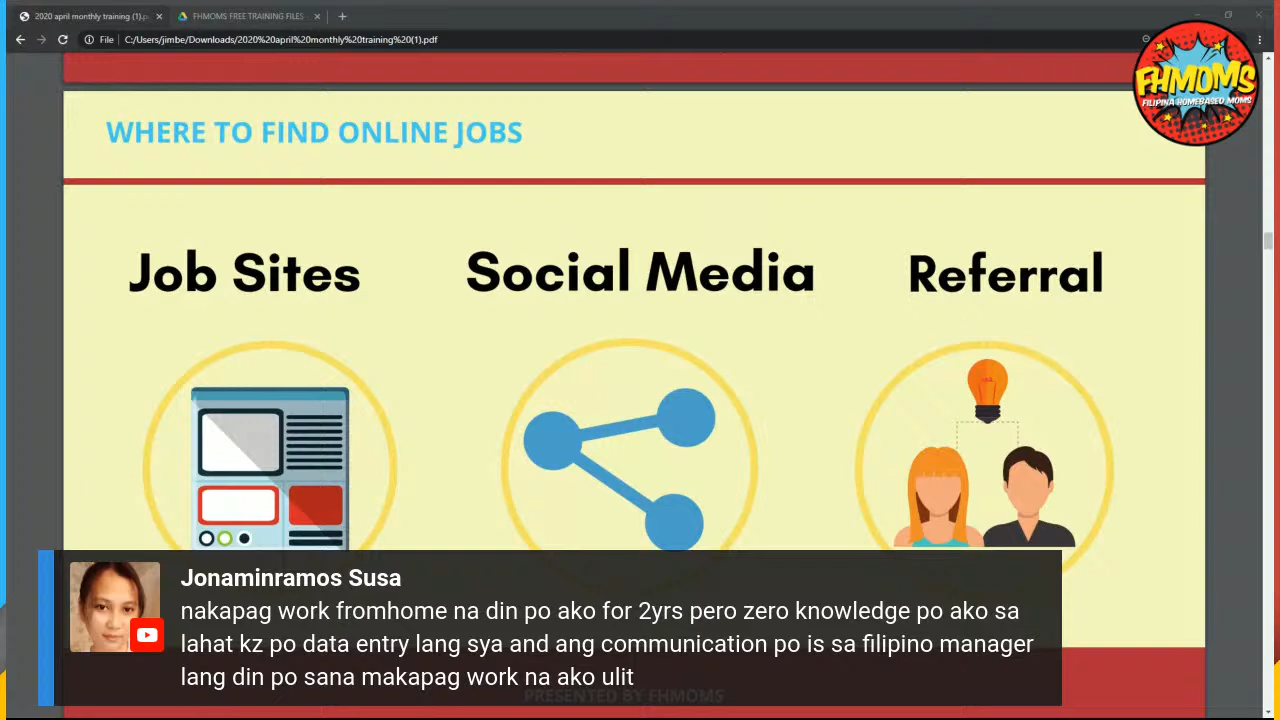 2020 april monthly training (1).p
FHMOMS FREE TRAINING FILES
File
C:/Users/jimbe/Downloads/2020%20april%20monthly%20training%20(1).pdf
FHMOMS
FILIPINA HOMEBASED MOMS
WHERE TO FIND ONLINE JOBS
Job Sites
Social Media
Referral
Jonaminramos Susa
nakapag work fromhome na din po ako for 2yrs pero zero knowledge po ako sa
lahat kz po data entry lang sya and ang communication po is sa filipino manager
lang din po sana makapag work na ako ulit
PRESENTED BY FHMOMS